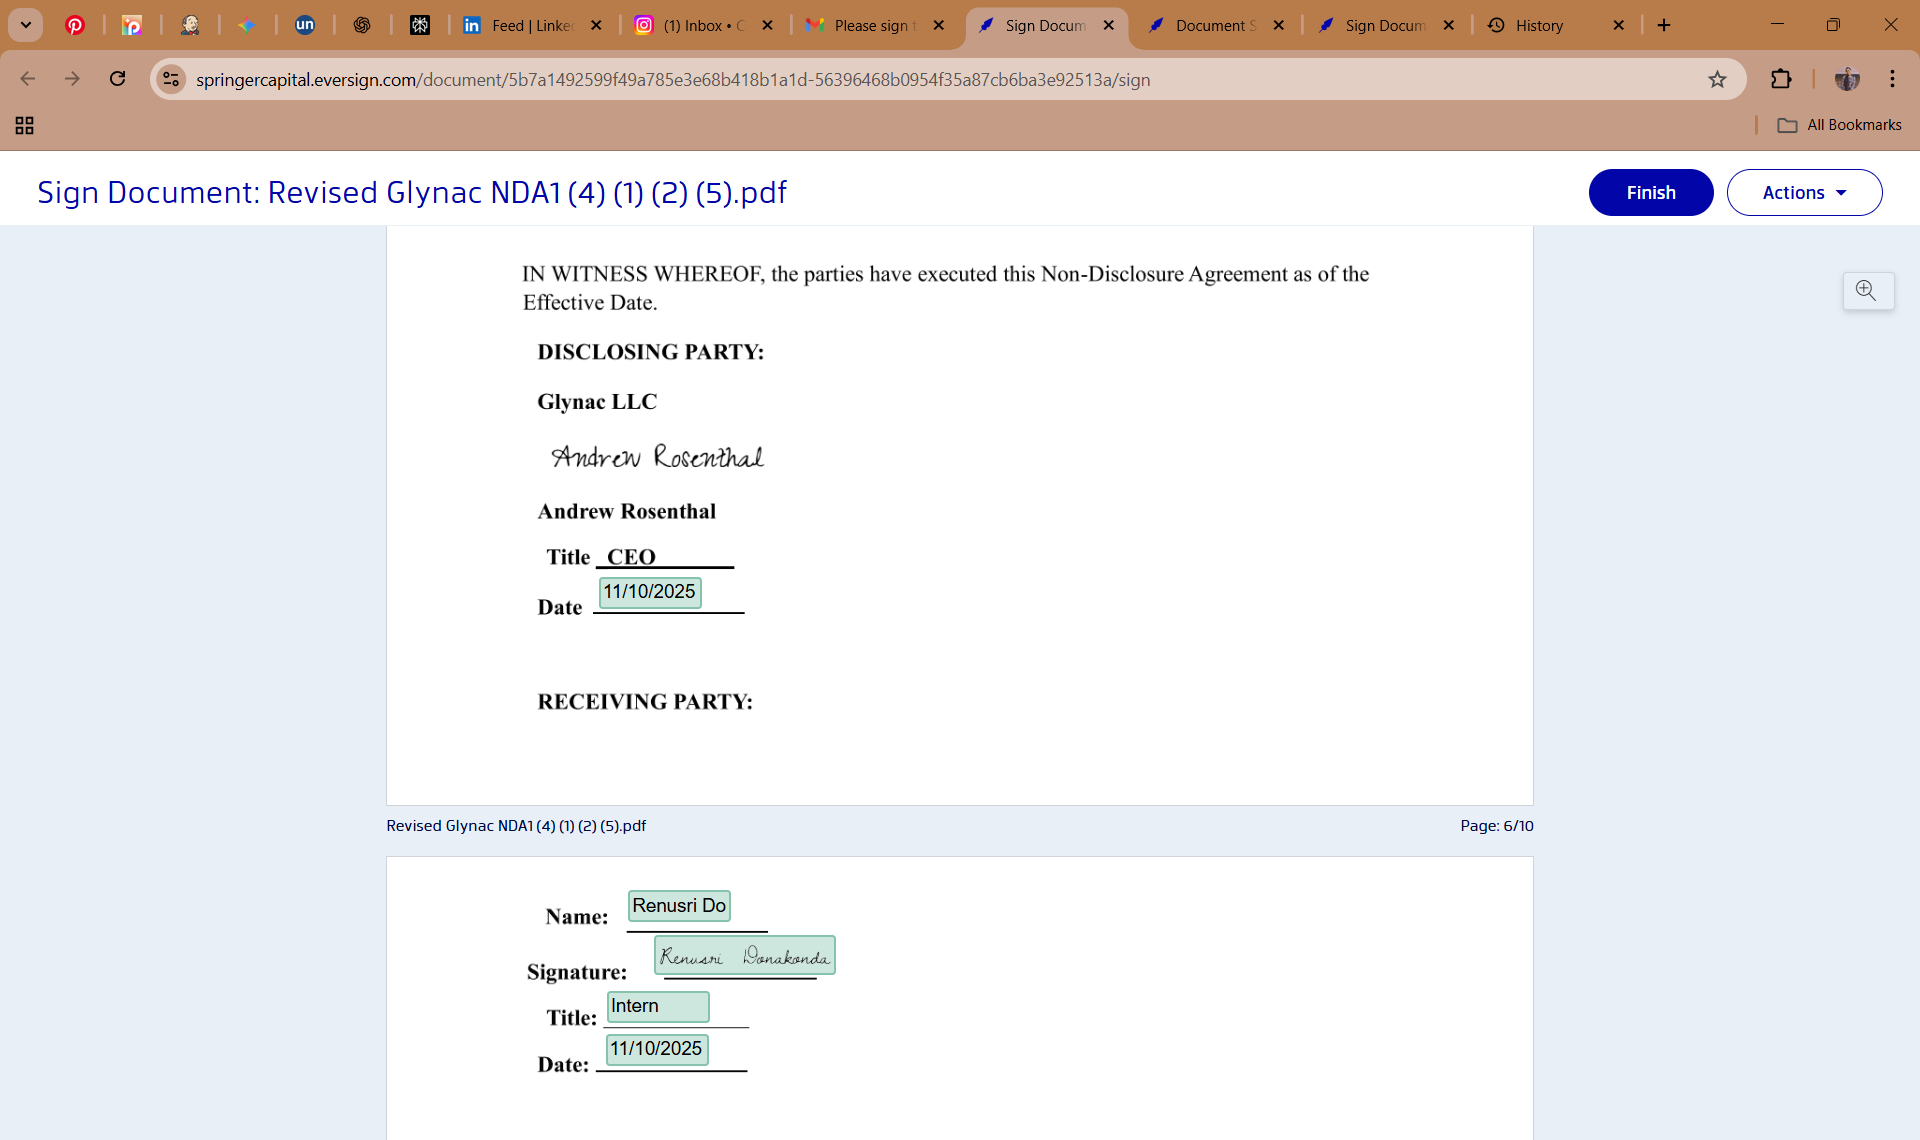 Feed | Linke
(1) Inbox • C
Please sign t
Sign Docum
Document S
Sign Docum
History
springercapital.eversign.com/document/5b7a1492599f49a785e3e68b418b1a1d-56396468b0954f35a87cb6ba3e92513a/sign
All Bookmarks
Sign Document: Revised Glynac NDA1 (4) (1) (2) (5).pdf
Finish
Actions
IN WITNESS WHEREOF, the parties have executed this Non-Disclosure Agreement as of the
Effective Date.
DISCLOSING PARTY:
Glynac LLC
Andrew Rosenthal
Andrew Rosenthal
Title CEO
Date 11/10/2025
RECEIVING PARTY:
Revised Glynac NDA1 (4) (1) (2) (5).pdf
Page: 6/10
Name: Renusri Do
Signature: Renusri Donakonda
Title: Intern
Date: 11/10/2025